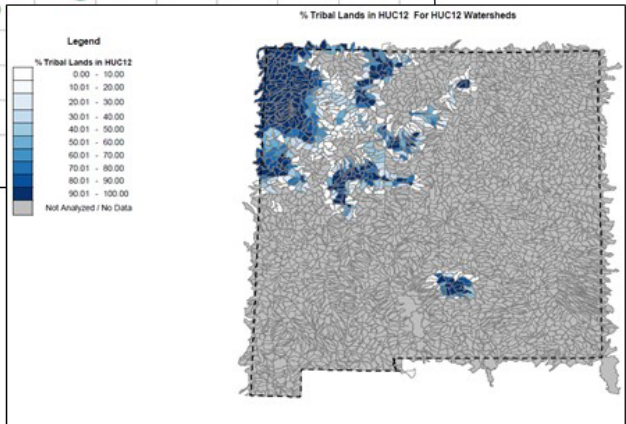 % Tribal Lands in HUC12 For HUC12 Watersheds
Legend
% Tribal Lands in HUC12
0.00 - 10.00
10.01 - 20.00
20.01 - 30.00
30.01 - 40.00
40.01 - 50.00
50.01 - 60.00
60.01 - 70.00
70.01 - 80.00
80.01 - 90.00
90.01 - 100.00
Not Analyzed / No Data